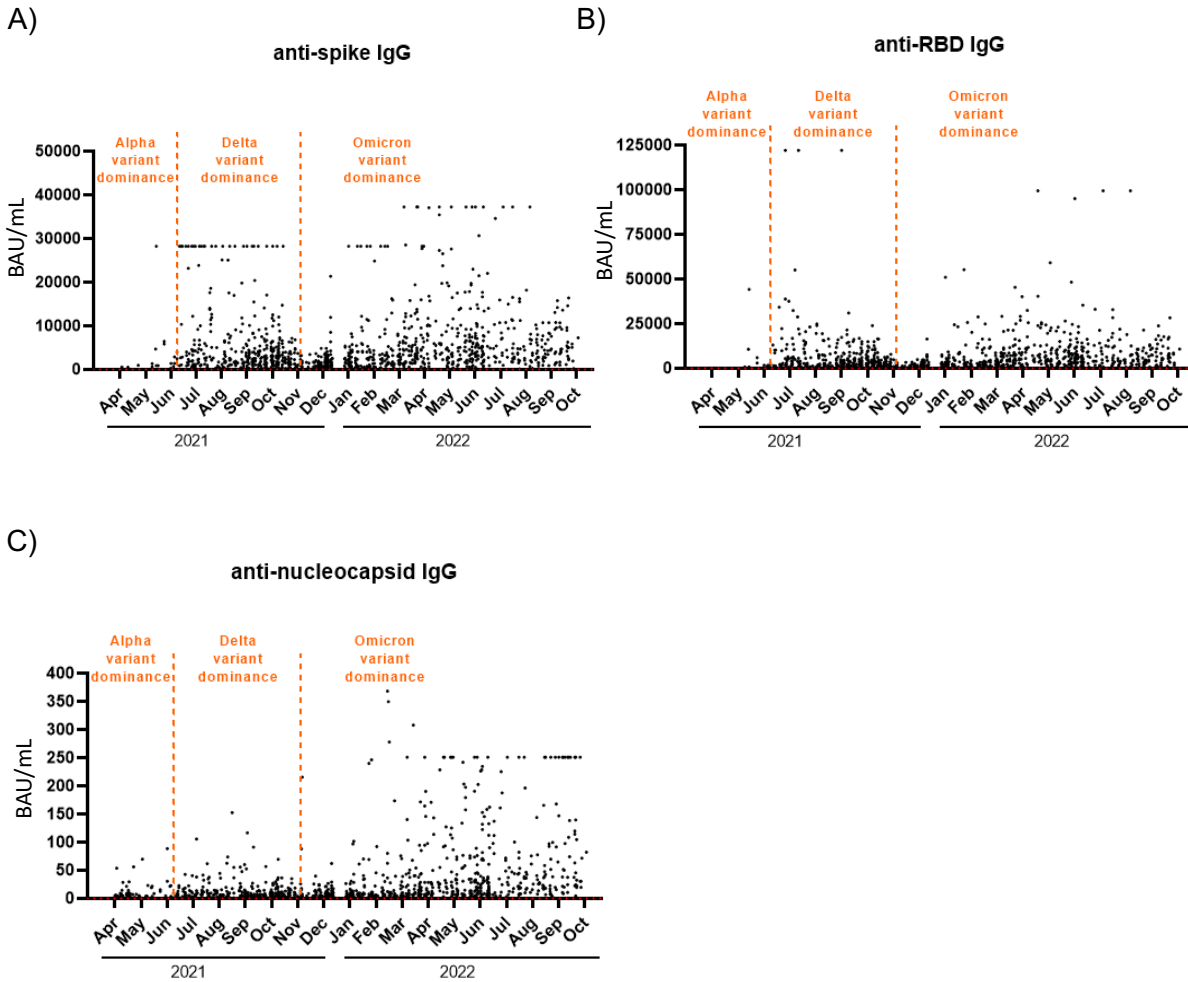 A)
anti-spike IgG
Alpha
variant
dominance
Delta
variant
dominance
Omicron
variant
dominance
50000
40000
30000
20000
10000
0
BAU/mL
Apr May Jun Jul Aug Sep Oct Nov Dec Jan Feb Mar Apr May Jun Jul Aug Sep Oct
2021 2022
B)
anti-RBD IgG
Alpha
variant
dominance
Delta
variant
dominance
Omicron
variant
dominance
125000
100000
75000
50000
25000
0
BAU/mL
Apr May Jun Jul Aug Sep Oct Nov Dec Jan Feb Mar Apr May Jun Jul Aug Sep Oct
2021 2022
C)
anti-nucleocapsid IgG
Alpha
variant
dominance
Delta
variant
dominance
Omicron
variant
dominance
400
350
300
250
200
150
100
50
0
BAU/mL
Apr May Jun Jul Aug Sep Oct Nov Dec Jan Feb Mar Apr May Jun Jul Aug Sep Oct
2021 2022